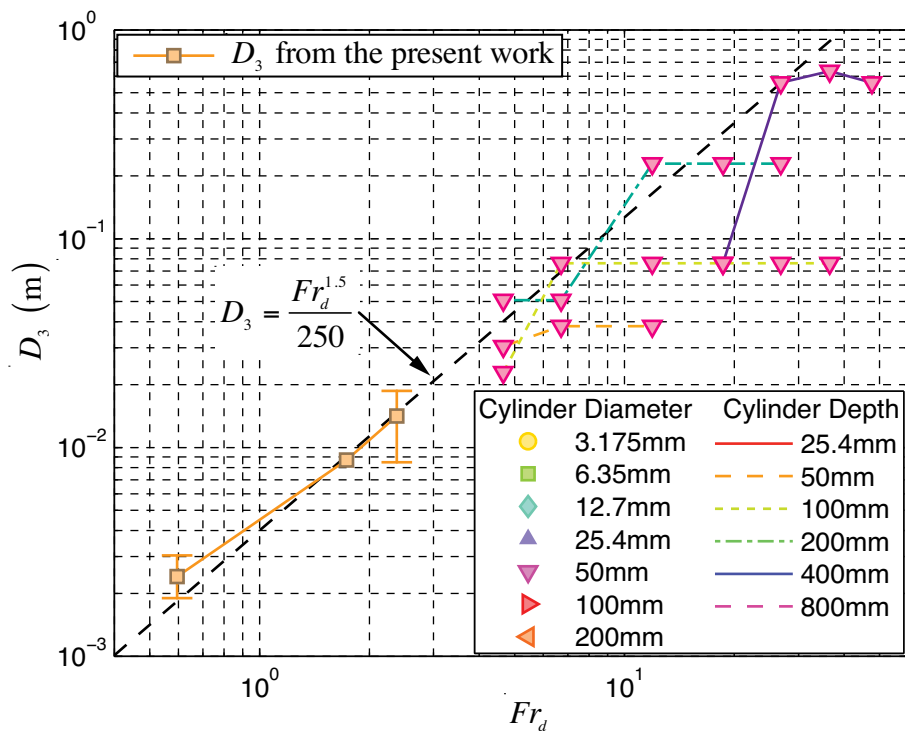 10^0
D_3 from the present work
10^-1
D_3 (m)
D_3 = Fr_d^1.5 / 250
10^-2
10^-3
Cylinder Diameter
3.175mm
6.35mm
12.7mm
25.4mm
50mm
100mm
200mm
Cylinder Depth
25.4mm
50mm
100mm
200mm
400mm
800mm
10^0
10^1
Fr_d